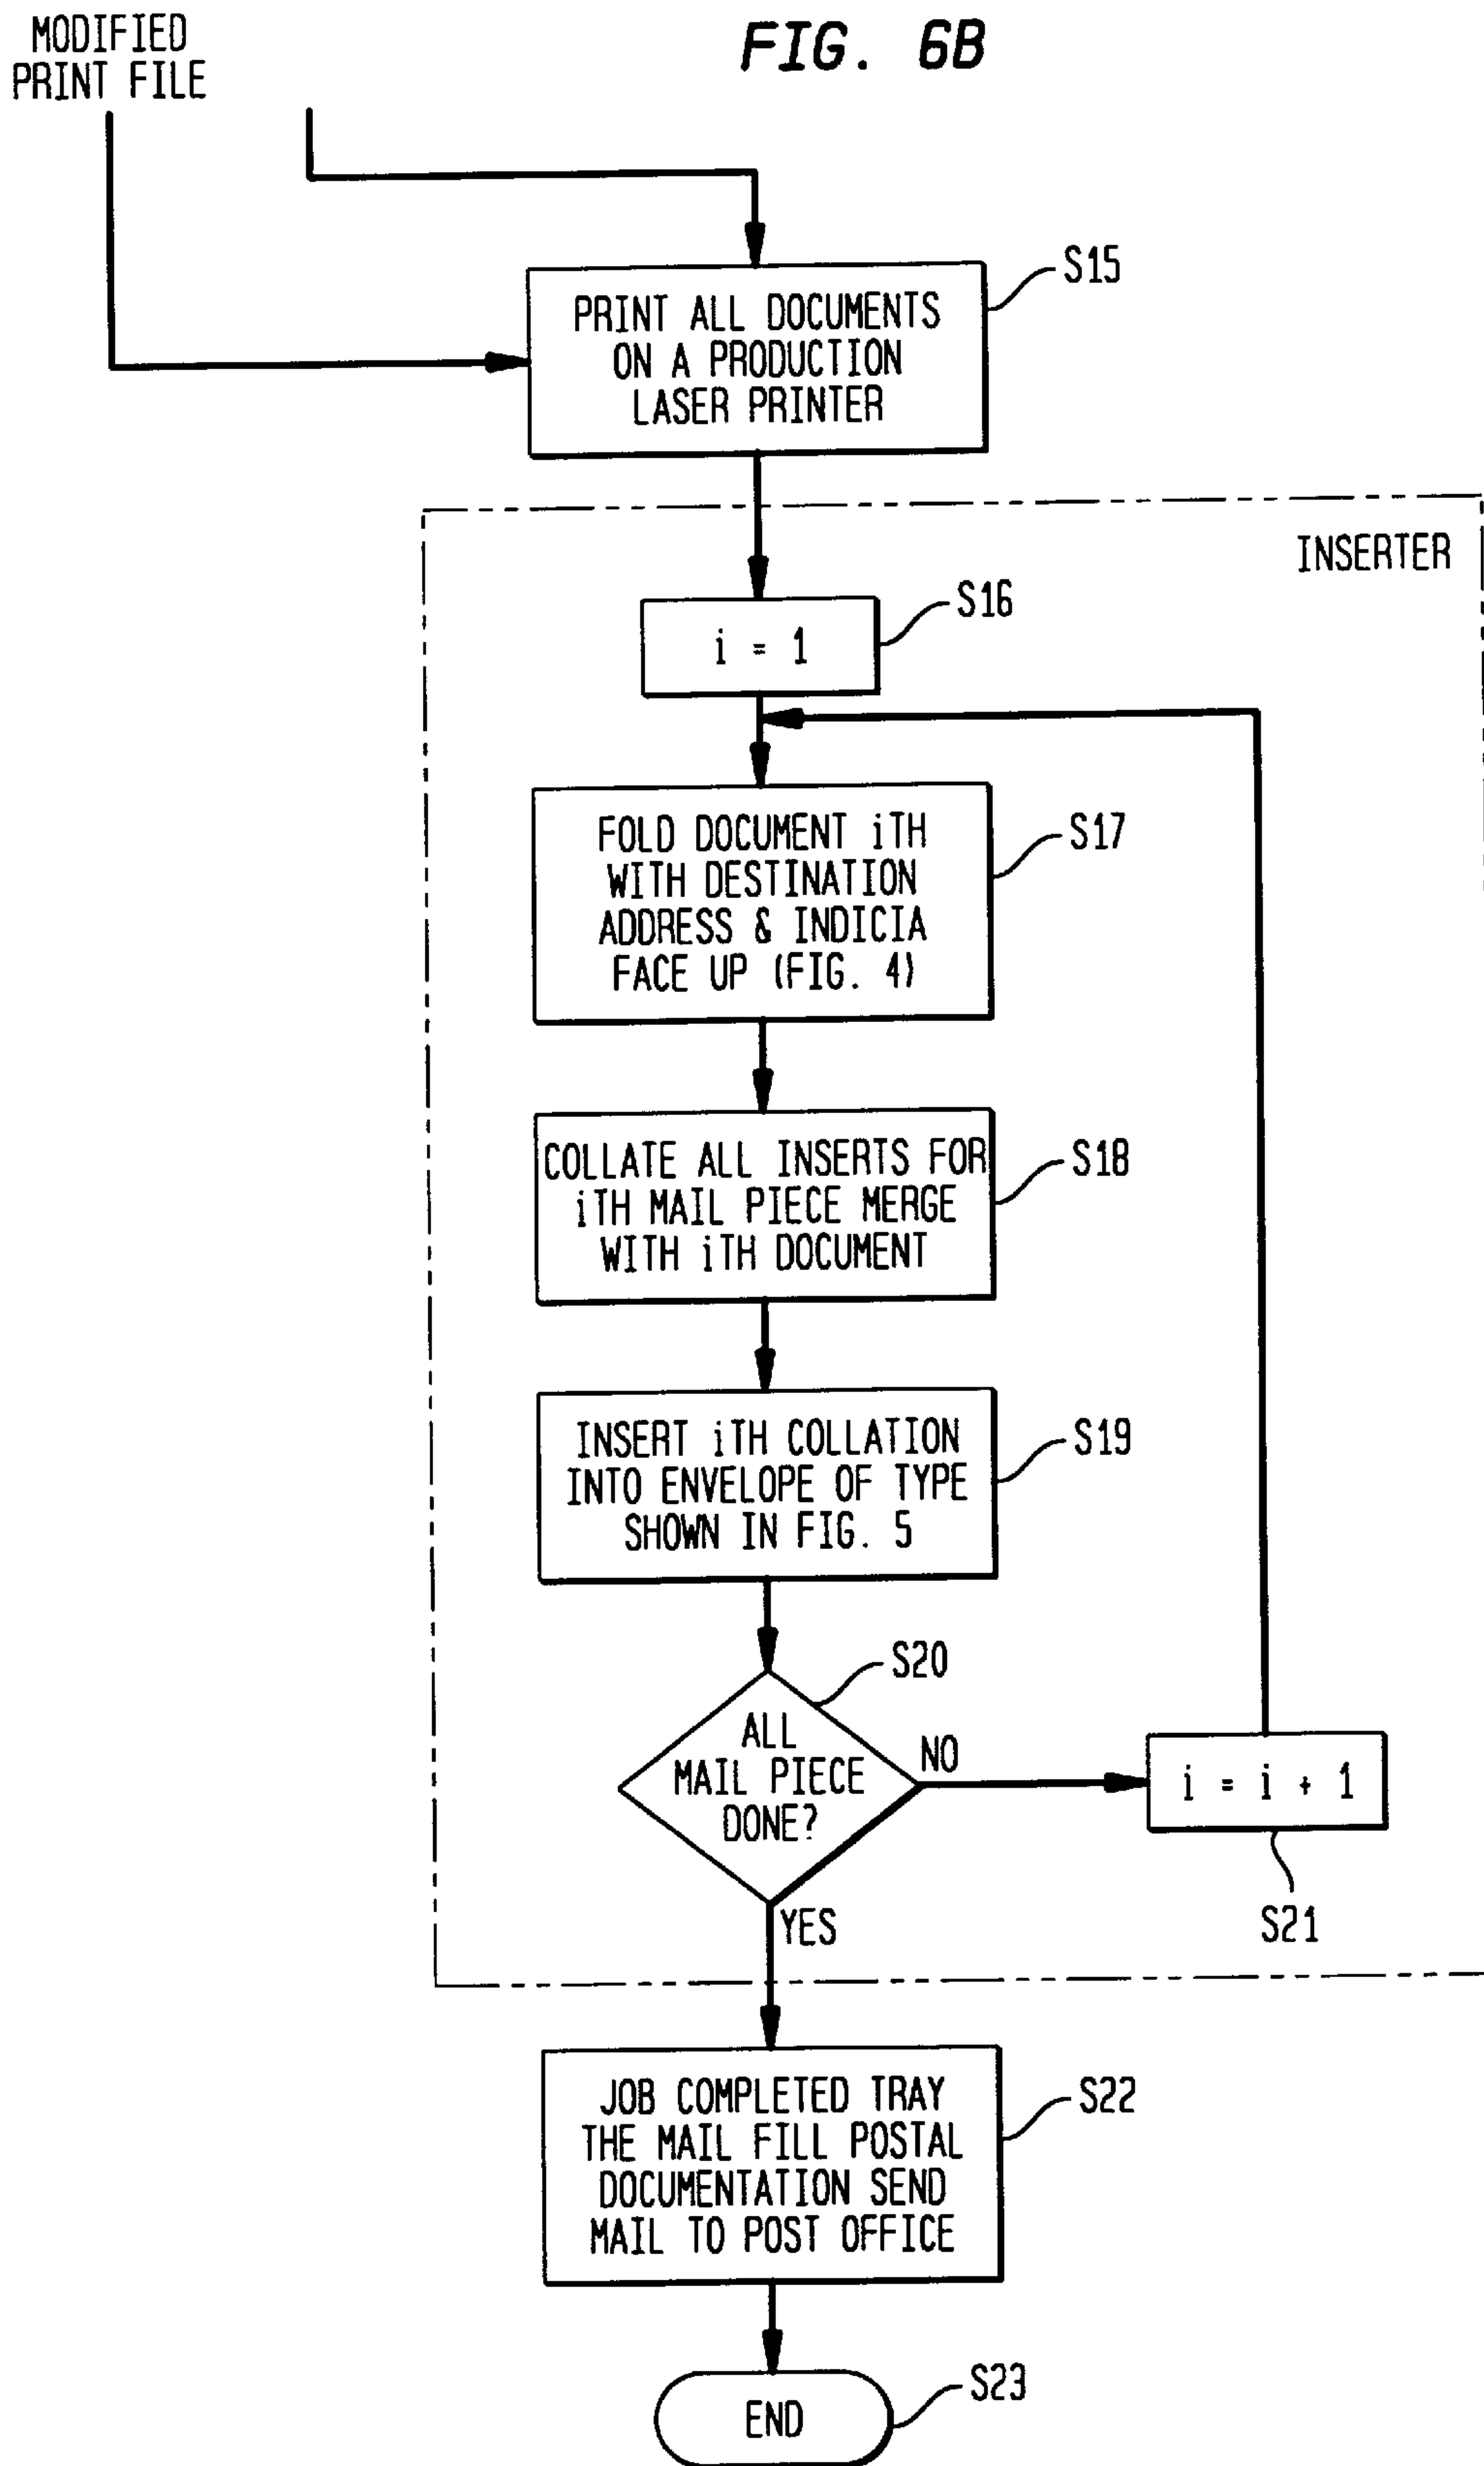 MODIFIED
PRINT FILE
FIG. 6B
S15
PRINT ALL DOCUMENTS
ON A PRODUCTION
LASER PRINTER
INSERTER
S16
i = 1
S17
FOLD DOCUMENT iTH
WITH DESTINATION
ADDRESS & INDICIA
FACE UP (FIG. 4)
S18
COLLATE ALL INSERTS FOR
iTH MAIL PIECE MERGE
WITH iTH DOCUMENT
S19
INSERT iTH COLLATION
INTO ENVELOPE OF TYPE
SHOWN IN FIG. 5
S20
ALL
MAIL PIECE
DONE?
NO
i = i + 1
S21
YES
S22
JOB COMPLETED TRAY
THE MAIL FILL POSTAL
DOCUMENTATION SEND
MAIL TO POST OFFICE
S23
END